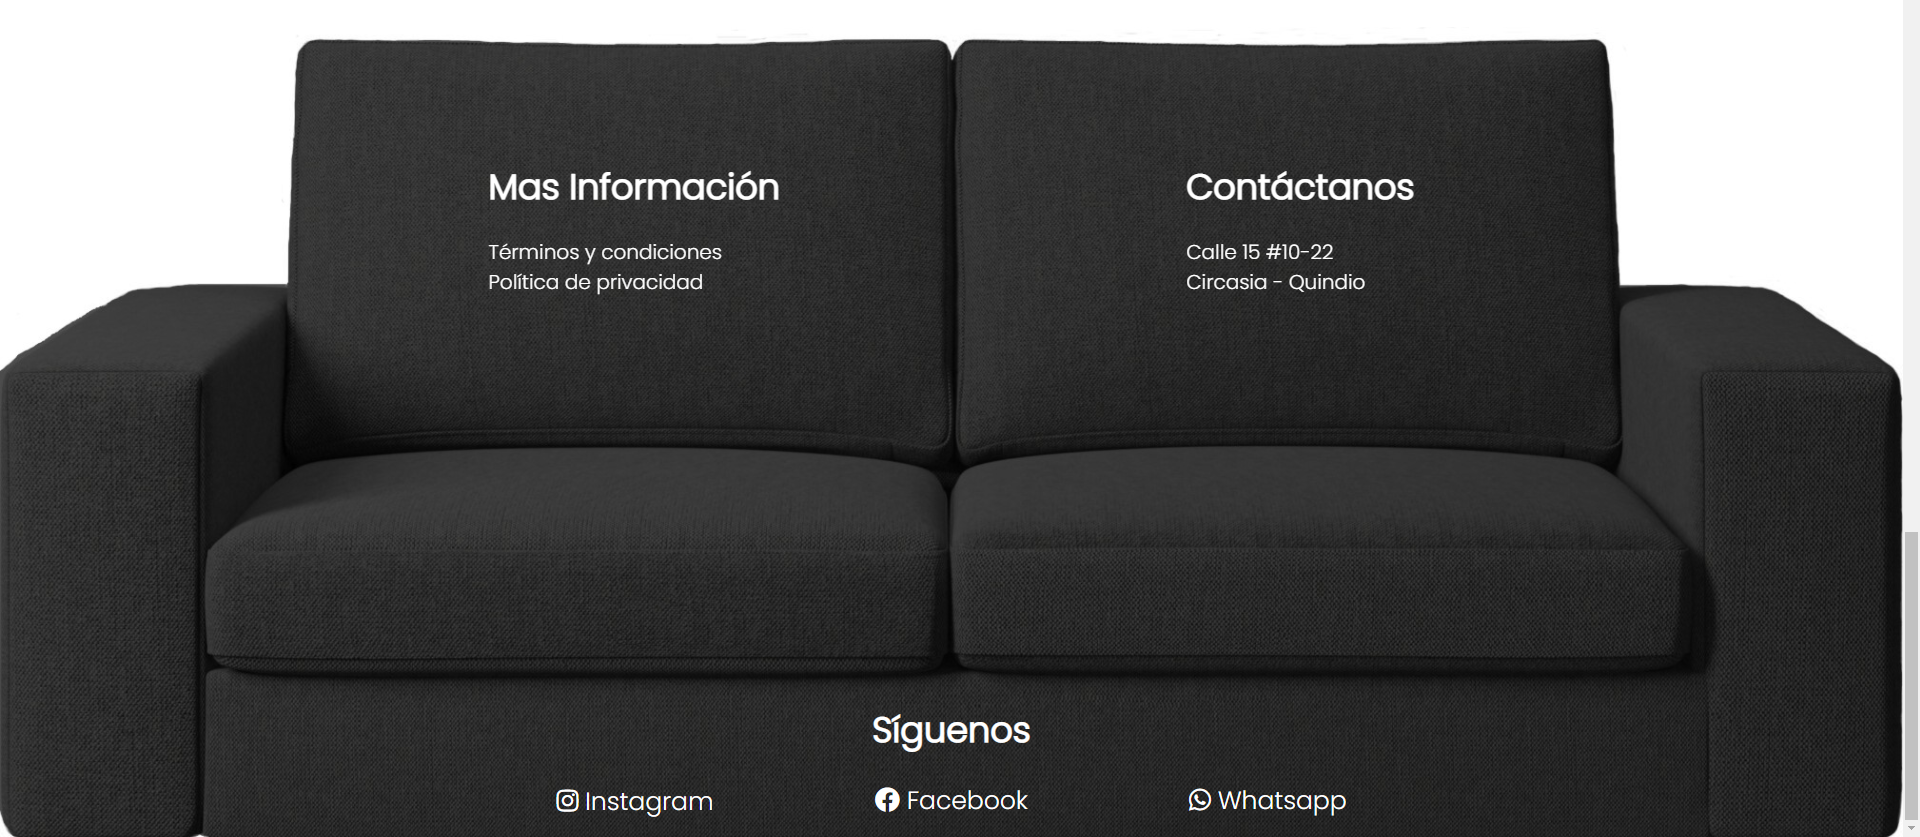 Mas Información
Términos y condiciones
Política de privacidad
Contáctanos
Calle 15 #10-22
Circasia - Quindio
Síguenos
Instagram
Facebook
Whatsapp